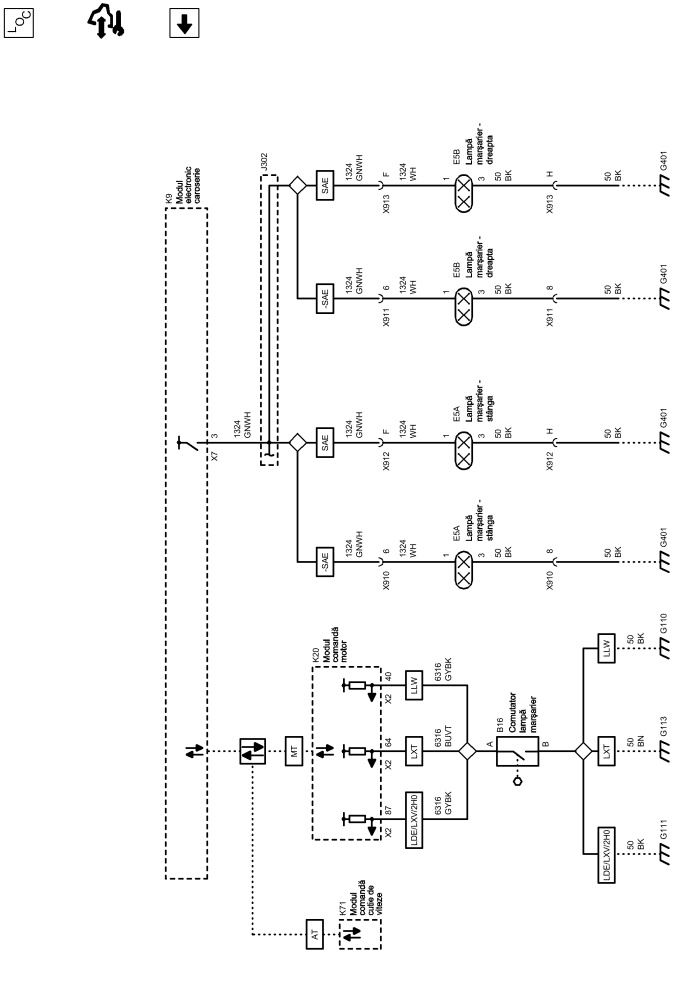 LOC
K9
Modul
electronic
caroserie
J302
3
X7
1324
GNWH
SAE
1324
GNWH
F
X913
1324
WH
1
E5B
Lampă
marşarier -
dreapta
3
50
BK
H
X913
50
BK
G401
-SAE
1324
GNWH
6
X911
1324
WH
1
E5B
Lampă
marşarier -
dreapta
3
50
BK
8
X911
50
BK
G401
SAE
1324
GNWH
F
X912
1324
WH
1
E5A
Lampă
marşarier -
stânga
3
50
BK
H
X912
50
BK
G401
-SAE
1324
GNWH
6
X910
1324
WH
1
E5A
Lampă
marşarier -
stânga
3
50
BK
8
X910
50
BK
G401
MT
K20
Modul
comandă
motor
40
X2
LLW
6316
GYBK
64
X2
LXT
6316
BUVT
87
X2
LDE/LXV/2H0
6316
GYBK
A
B16
Comutator
lampă
marşarier
B
LLW
50
BK
G110
LXT
50
BN
G113
LDE/LXV/2H0
50
BK
G111
AT
K71
Modul
comandă
cutie de
viteze